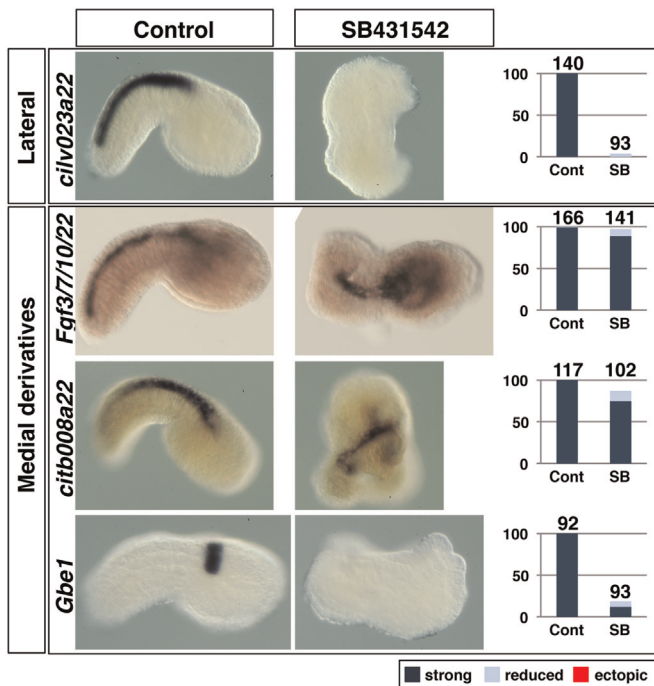 Control SB431542
Lateral
cilv023a22
140
100
93
50
0
Cont SB
Medial derivatives
Fgf3/7/10/22
166 141
100
50
0
Cont SB
citb008a22
117 102
100
50
0
Cont SB
Gbe1
92
100
93
50
0
Cont SB
strong reduced ectopic